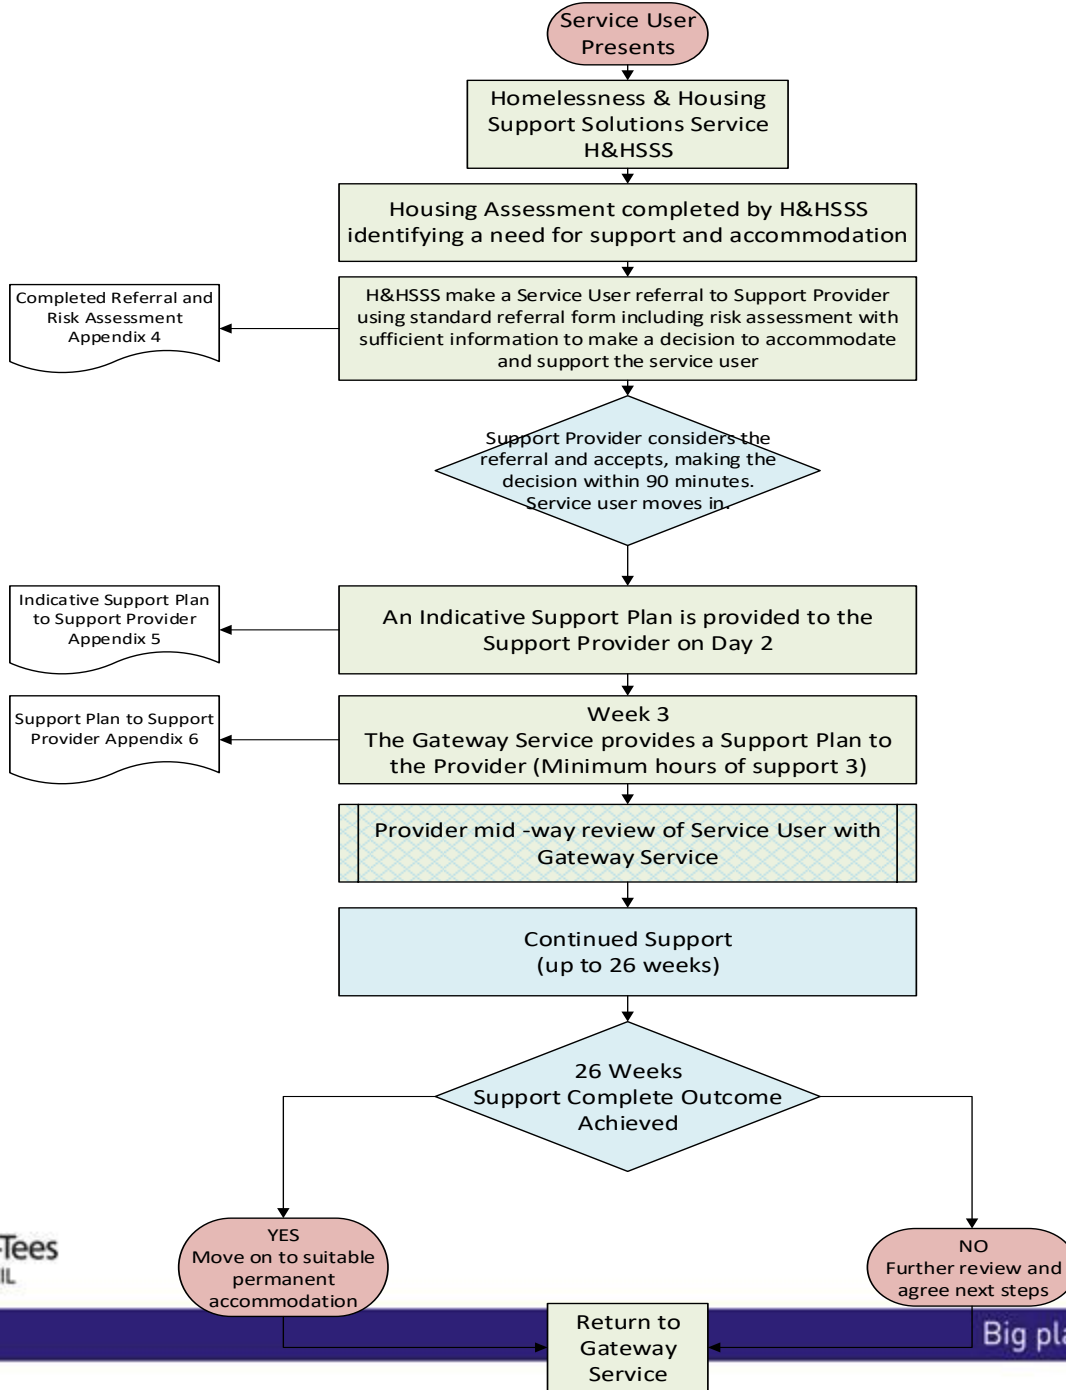 Service User
Presents
Homelessness & Housing
Support Solutions Service
H&HSSS
Housing Assessment completed by H&HSSS
identifying a need for support and accommodation
Completed Referral and
Risk Assessment
Appendix 4
H&HSSS make a Service User referral to Support Provider
using standard referral form including risk assessment with
sufficient information to make a decision to accommodate
and support the service user
Support Provider considers the
referral and accepts, making the
decision within 90 minutes.
Service user moves in.
Indicative Support Plan
to Support Provider
Appendix 5
An Indicative Support Plan is provided to the
Support Provider on Day 2
Support Plan to Support
Provider Appendix 6
Week 3
The Gateway Service provides a Support Plan to
the Provider (Minimum hours of support 3)
Provider mid -way review of Service User with
Gateway Service
Continued Support
(up to 26 weeks)
26 Weeks
Support Complete Outcome
Achieved
YES
Move on to suitable
permanent
accommodation
NO
Further review and
agree next steps
Return to
Gateway
Service
-Tees
IL
Big pla